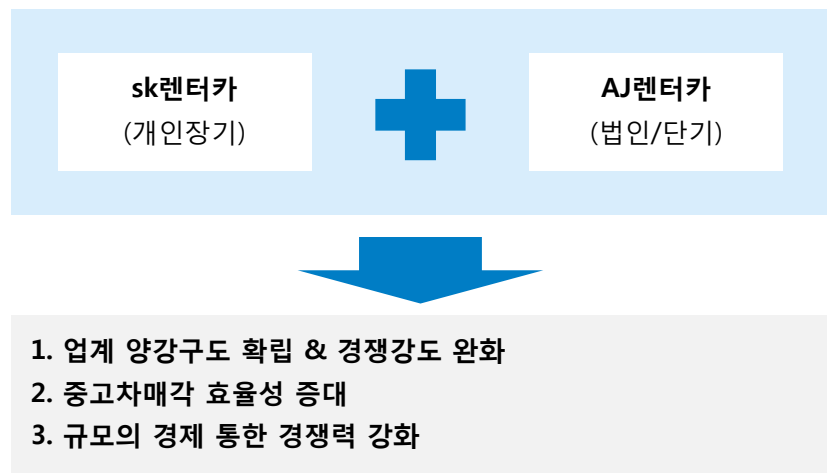 sk렌터카
(개인장기)
AJ렌터카
(법인/단기)
1. 업계 양강구도 확립 & 경쟁강도 완화
2. 중고차매각 효율성 증대
3. 규모의 경제 통한 경쟁력 강화